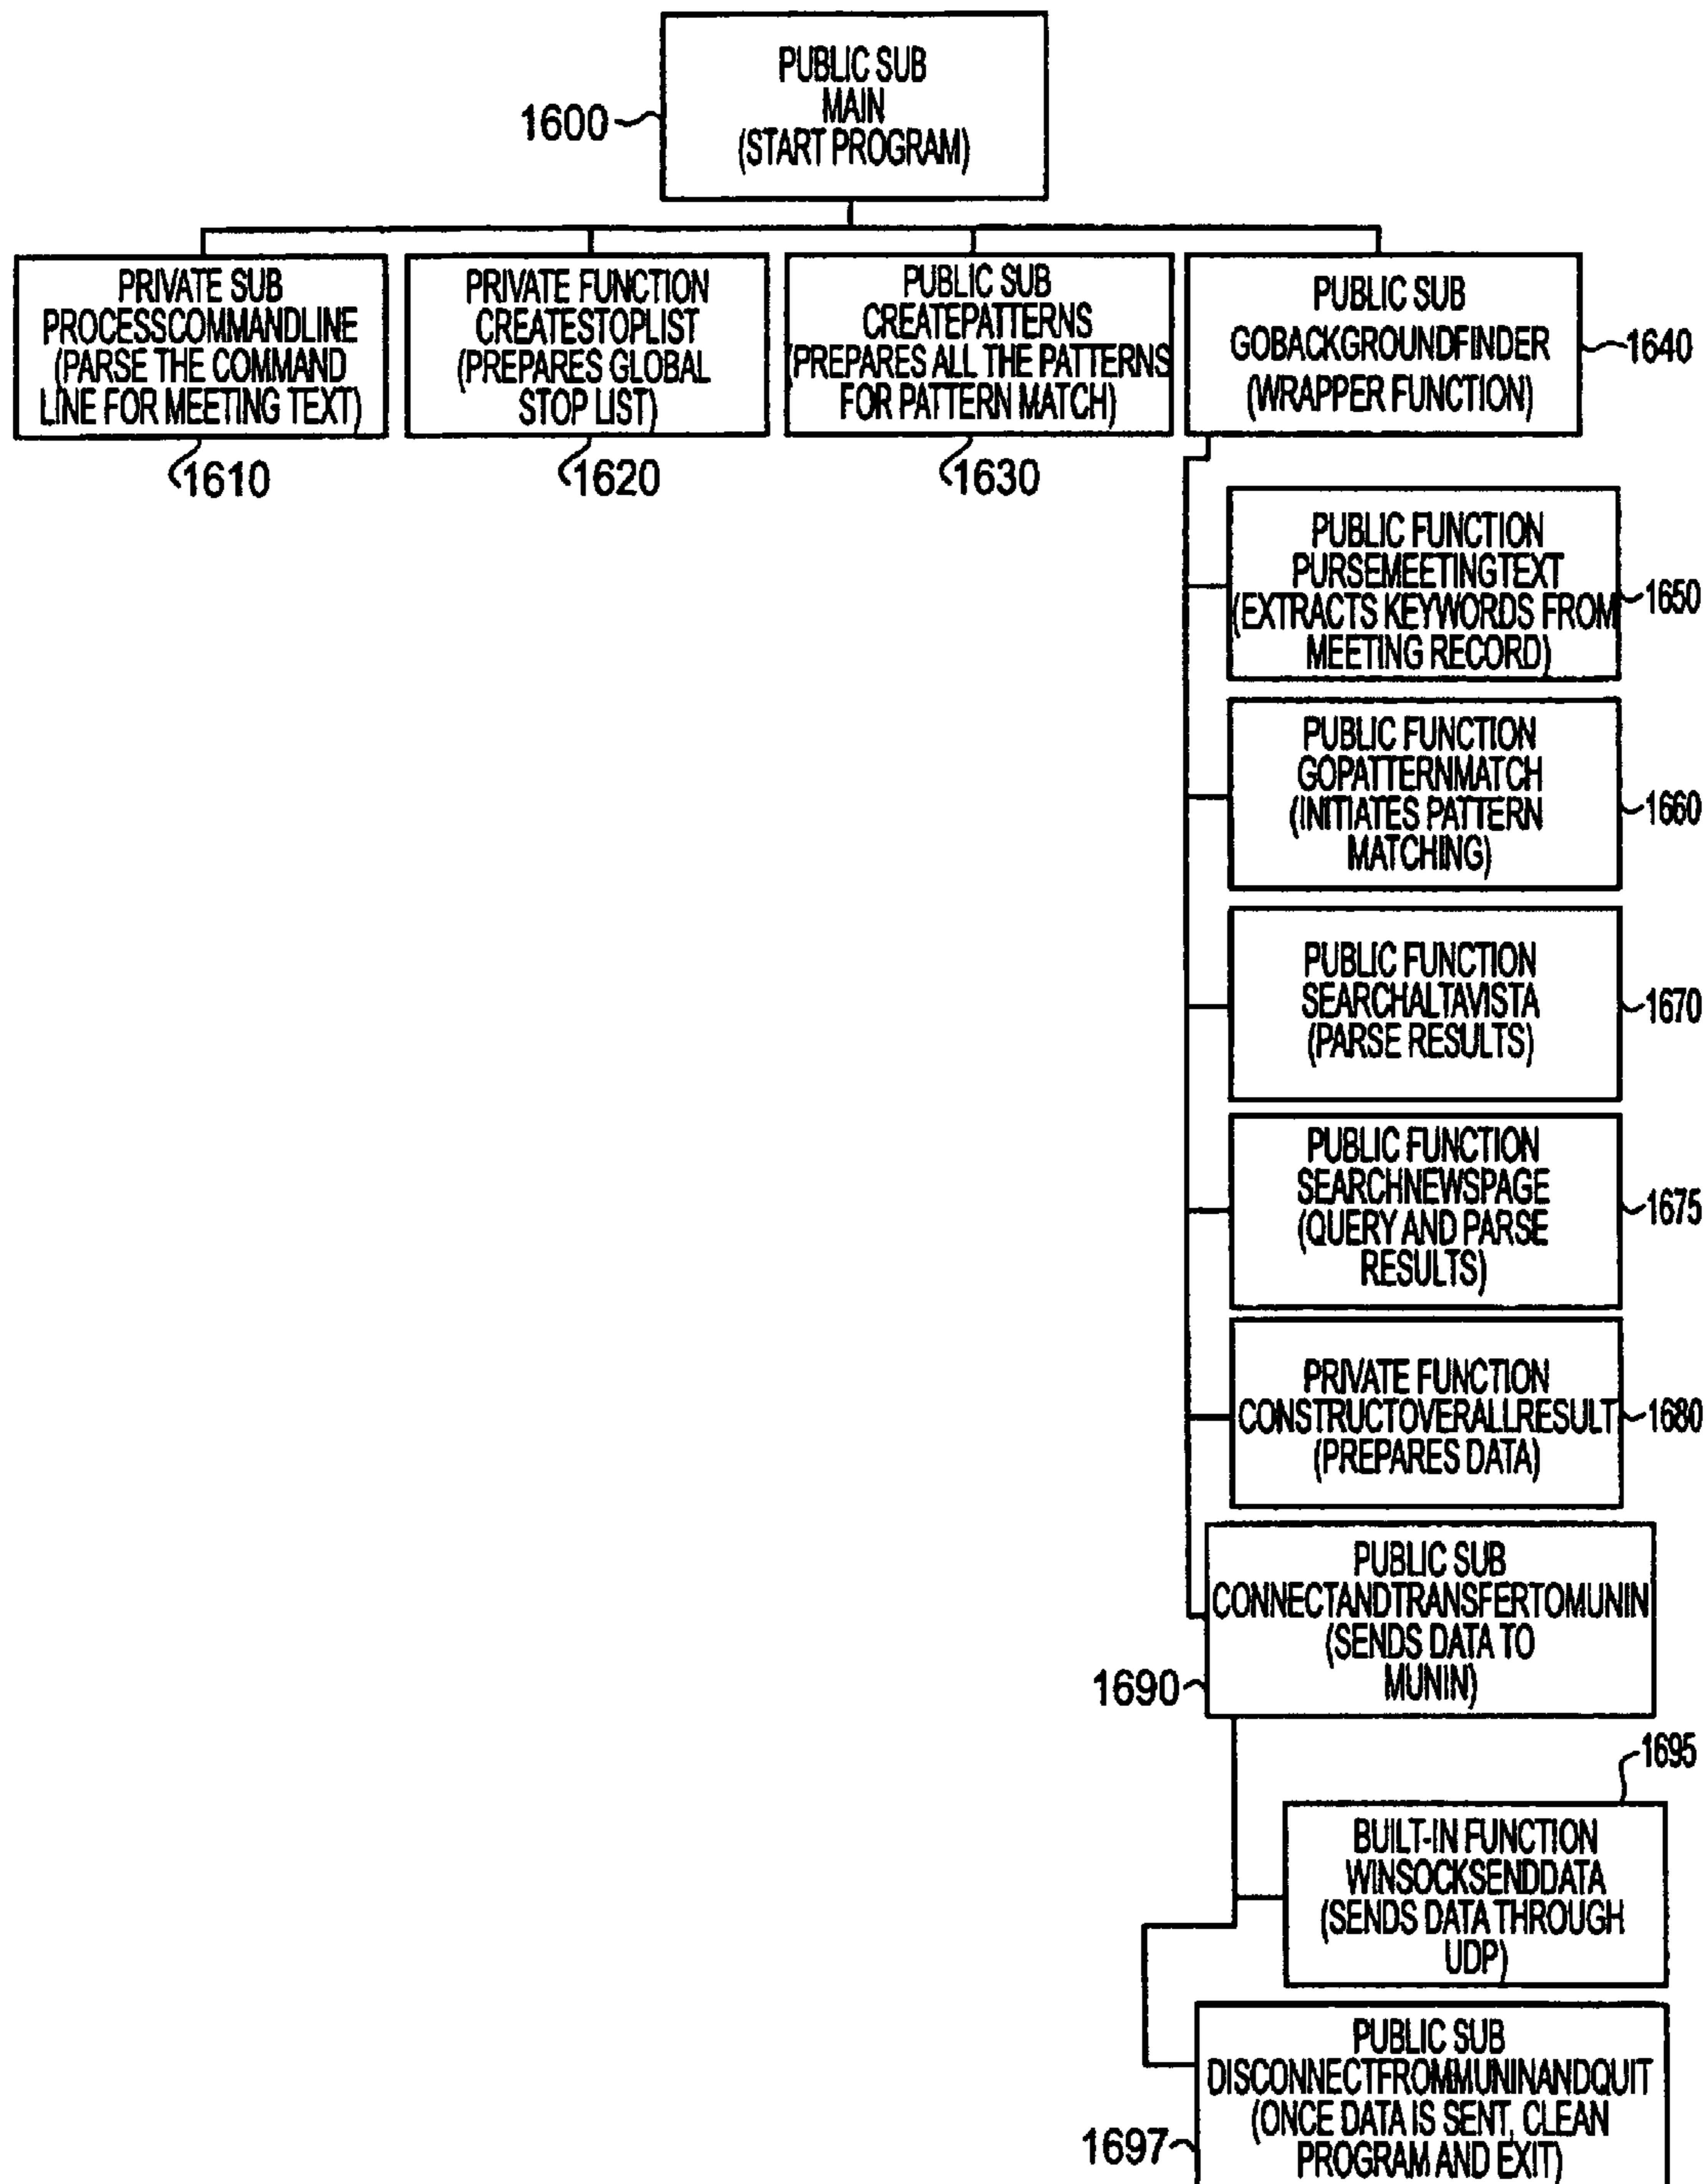 PUBLIC SUB
MAIN
(START PROGRAM)
1600
PRIVATE SUB
PROCESSCOMMANDLINE
(PARSE THE COMMAND
LINE FOR MEETING TEXT)
1610
PRIVATE FUNCTION
CREATESTOPLIST
(PREPARES GLOBAL
STOP LIST)
1620
PUBLIC SUB
CREATEPATTERNS
(PREPARES ALL THE PATTERNS
FOR PATTERN MATCH)
1630
PUBLIC SUB
GOBACKGROUNDFINDER
(WRAPPER FUNCTION)
1640
PUBLIC FUNCTION
PURSEMEETINGTEXT
(EXTRACTS KEYWORDS FROM
MEETING RECORD)
1650
PUBLIC FUNCTION
GOPATTERNMATCH
(INITIATES PATTERN
MATCHING)
1660
PUBLIC FUNCTION
SEARCHALTAVISTA
(PARSE RESULTS)
1670
PUBLIC FUNCTION
SEARCHNEWSPAGE
(QUERY AND PARSE
RESULTS)
1675
PRIVATE FUNCTION
CONSTRUCTOVERALLRESULT
(PREPARES DATA)
1680
PUBLIC SUB
CONNECTANDTRANSFERTOMUNIN
(SENDS DATA TO
MUNIN)
1690
1695
BUILT-IN FUNCTION
WINSOCKSENDDATA
(SENDS DATA THROUGH
UDP)
PUBLIC SUB
DISCONNECTFROMMUNINANDQUIT
(ONCE DATA IS SENT, CLEAN
PROGRAM AND EXIT)
1697